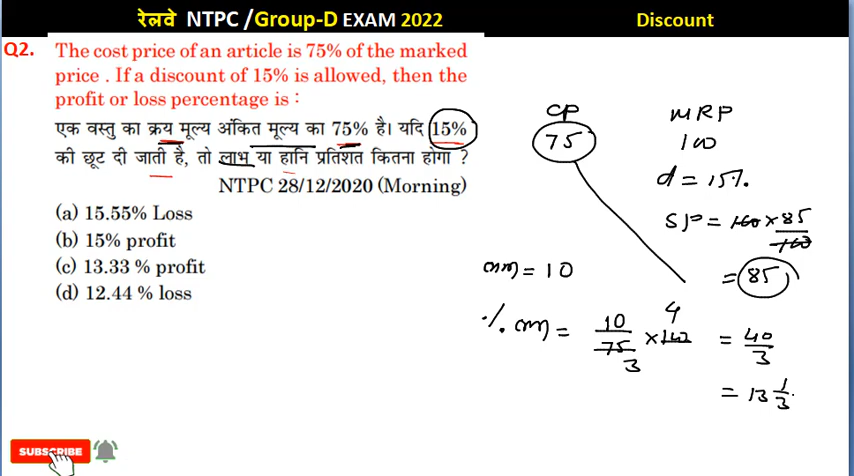 रेलवे NTPC /Group-D EXAM 2022
Discount
Q2. The cost price of an article is 75% of the marked
price . If a discount of 15% is allowed, then the
profit or loss percentage is :
एक वस्तु का क्रय मूल्य अंकित मूल्य का 75% है। यदि 15%
की छूट दी जाती है, तो लाभ या हानि प्रतिशत कितना होगा ?
NTPC 28/12/2020 (Morning)
(a) 15.55% Loss
(b) 15% profit
(c) 13.33 % profit
(d) 12.44 % loss
CP
75
MRP
100
d = 15%.
SP = 100 × 85/100
= 85
लाभ = 10
%. लाभ = 10/75 3 × 100 4 = 40/3
= 13 1/3
SUBSCRIBE